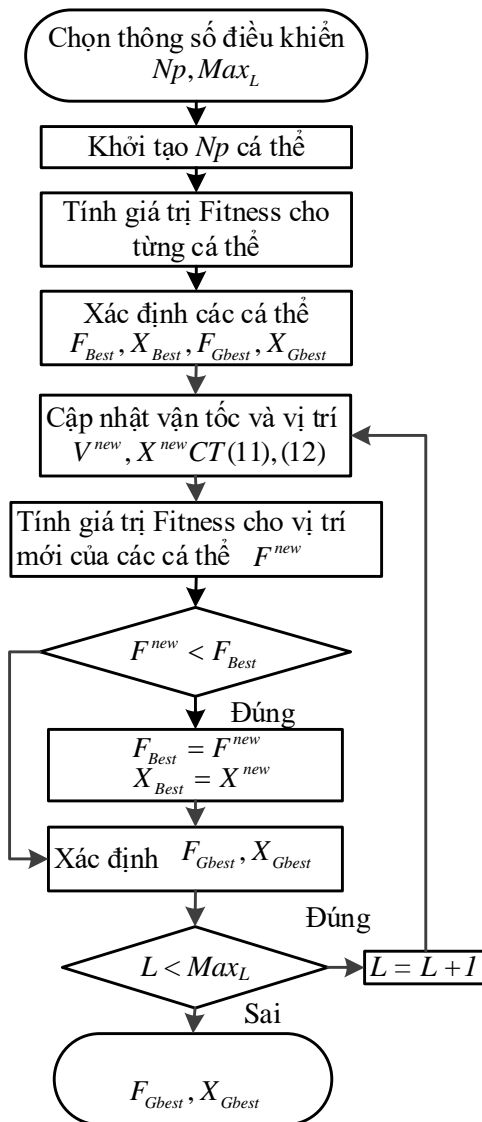 Chọn thông số điều khiển
Np, Max_L
Khởi tạo Np cá thể
Tính giá trị Fitness cho
từng cá thể
Xác định các cá thể
F_Best, X_Best, F_Gbest, X_Gbest
Cập nhật vận tốc và vị trí
V^new, X^new CT(11),(12)
Tính giá trị Fitness cho vị trí
mới của các cá thể F^new
F^new < F_Best
Đúng
F_Best = F^new
X_Best = X^new
Xác định F_Gbest, X_Gbest
Đúng
L < Max_L
L = L +1
Sai
F_Gbest, X_Gbest